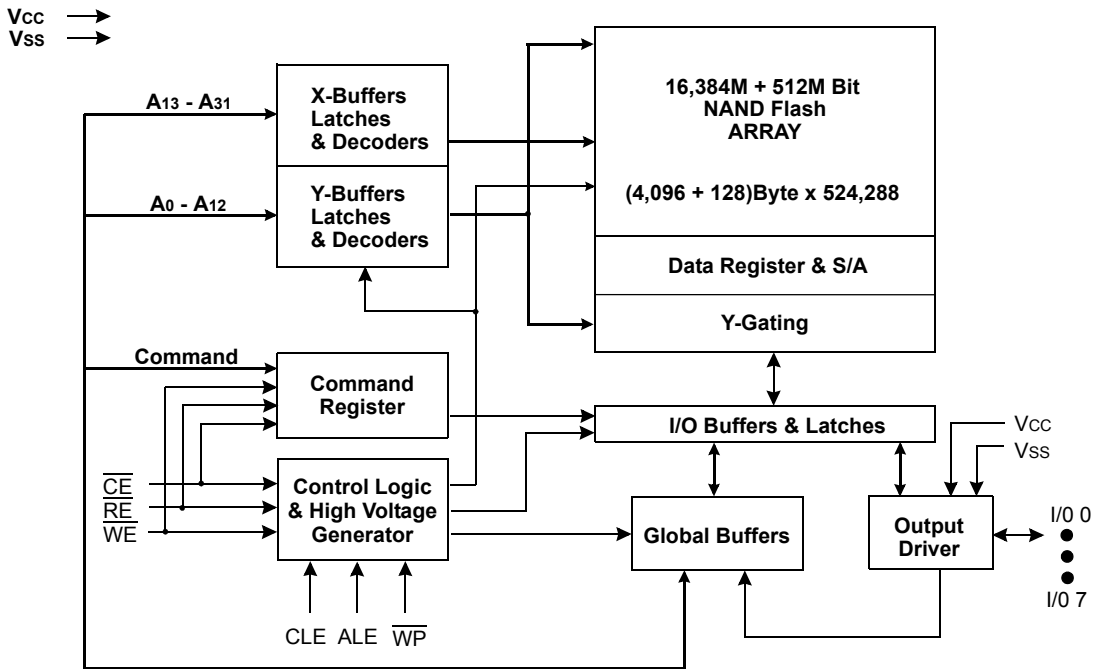 VCC
VSS
A13 - A31
X-Buffers
Latches
& Decoders
A0 - A12
Y-Buffers
Latches
& Decoders
16,384M + 512M Bit
NAND Flash
ARRAY
(4,096 + 128)Byte x 524,288
Data Register & S/A
Y-Gating
Command
Command
Register
I/O Buffers & Latches
VCC
VSS
CE
RE
WE
Control Logic
& High Voltage
Generator
Global Buffers
Output
Driver
I/0 0
I/0 7
CLE
ALE
WP